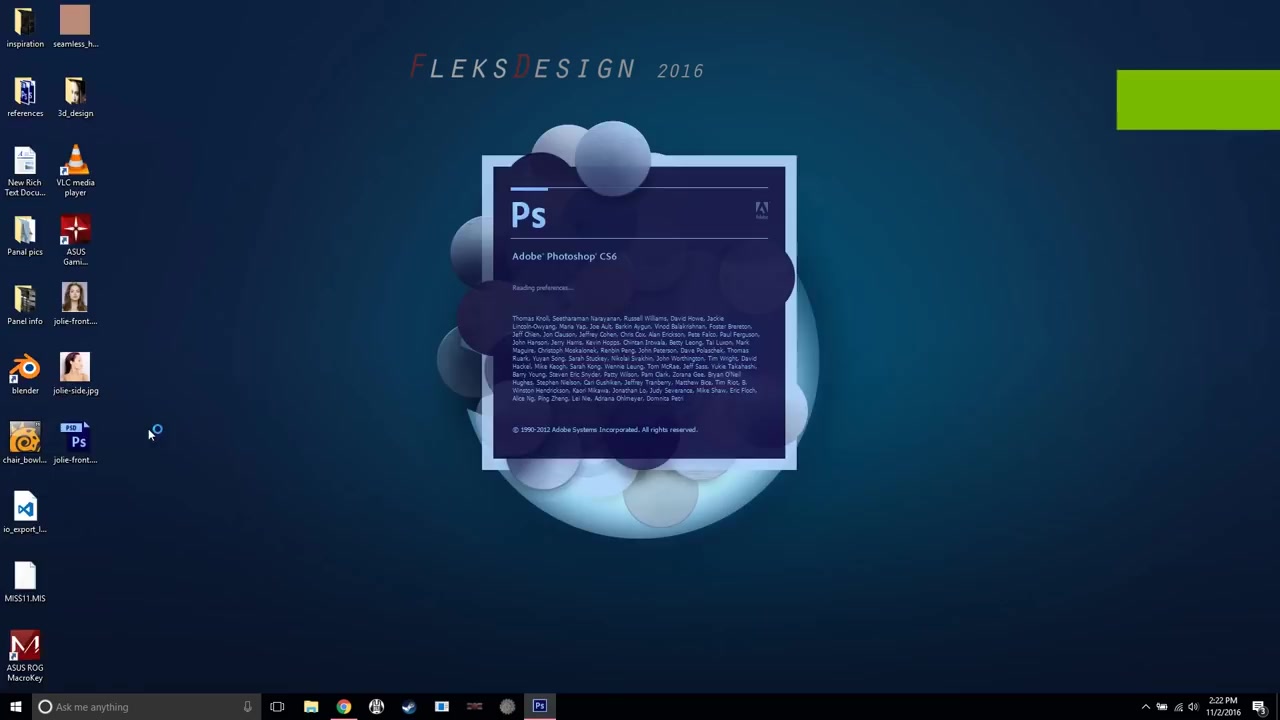 FLEKSDESIGN 2016
inspiration
seamless_h...
references
3d_design
New Rich
Text Docu...
VLC media
player
Panal pics
ASUS
Gami...
Panel info
jolie-front....
blender
jolie-side.jpg
chair_bowl...
PSD
Ps
jolie-front....
io_export_l...
MIS$11.MIS
ASUS ROG
MacroKey
Ps
Adobe
Adobe® Photoshop® CS6
Reading preferences...
Thomas Knoll, Seetharaman Narayanan, Russell Williams, David Howe, Jackie
Lincoln-Owyang, Maria Yap, Joe Ault, Barkin Aygun, Vinod Balakrishnan, Foster Brereton,
Jeff Chien, Jon Clauson, Jeffrey Cohen, Chris Cox, Alan Erickson, Pete Falco, Paul Ferguson,
John Hanson, Jerry Harris, Kevin Hopps, Chintan Intwala, Betty Leong, Tai Luxon, Mark
Maguire, Christoph Moskalonek, Renbin Peng, John Peterson, Dave Polaschek, Thomas
Ruark, Yuyan Song, Sarah Stuckey, Nikolai Svakhin, John Worthington, Tim Wright, David
Hackel, Mike Keogh, Sarah Kong, Wennie Leung, Tom McRae, Jeff Sass, Yukie Takahashi,
Barry Young, Steven Eric Snyder, Patty Wilson, Pam Clark, Zorana Gee, Bryan O'Neil
Hughes, Stephen Nielson, Cari Gushiken, Jeffrey Tranberry, Matthew Bice, Tim Riot, B.
Winston Hendrickson, Kaori Mikawa, Jonathan Lo, Judy Severance, Mike Shaw, Eric Floch,
Alice Ng, Ping Zheng, Lei Nie, Adriana Ohlmeyer, Domnita Petri
© 1990-2012 Adobe Systems Incorporated. All rights reserved.
Ask me anything
Ps
2:22 PM
11/2/2016
3